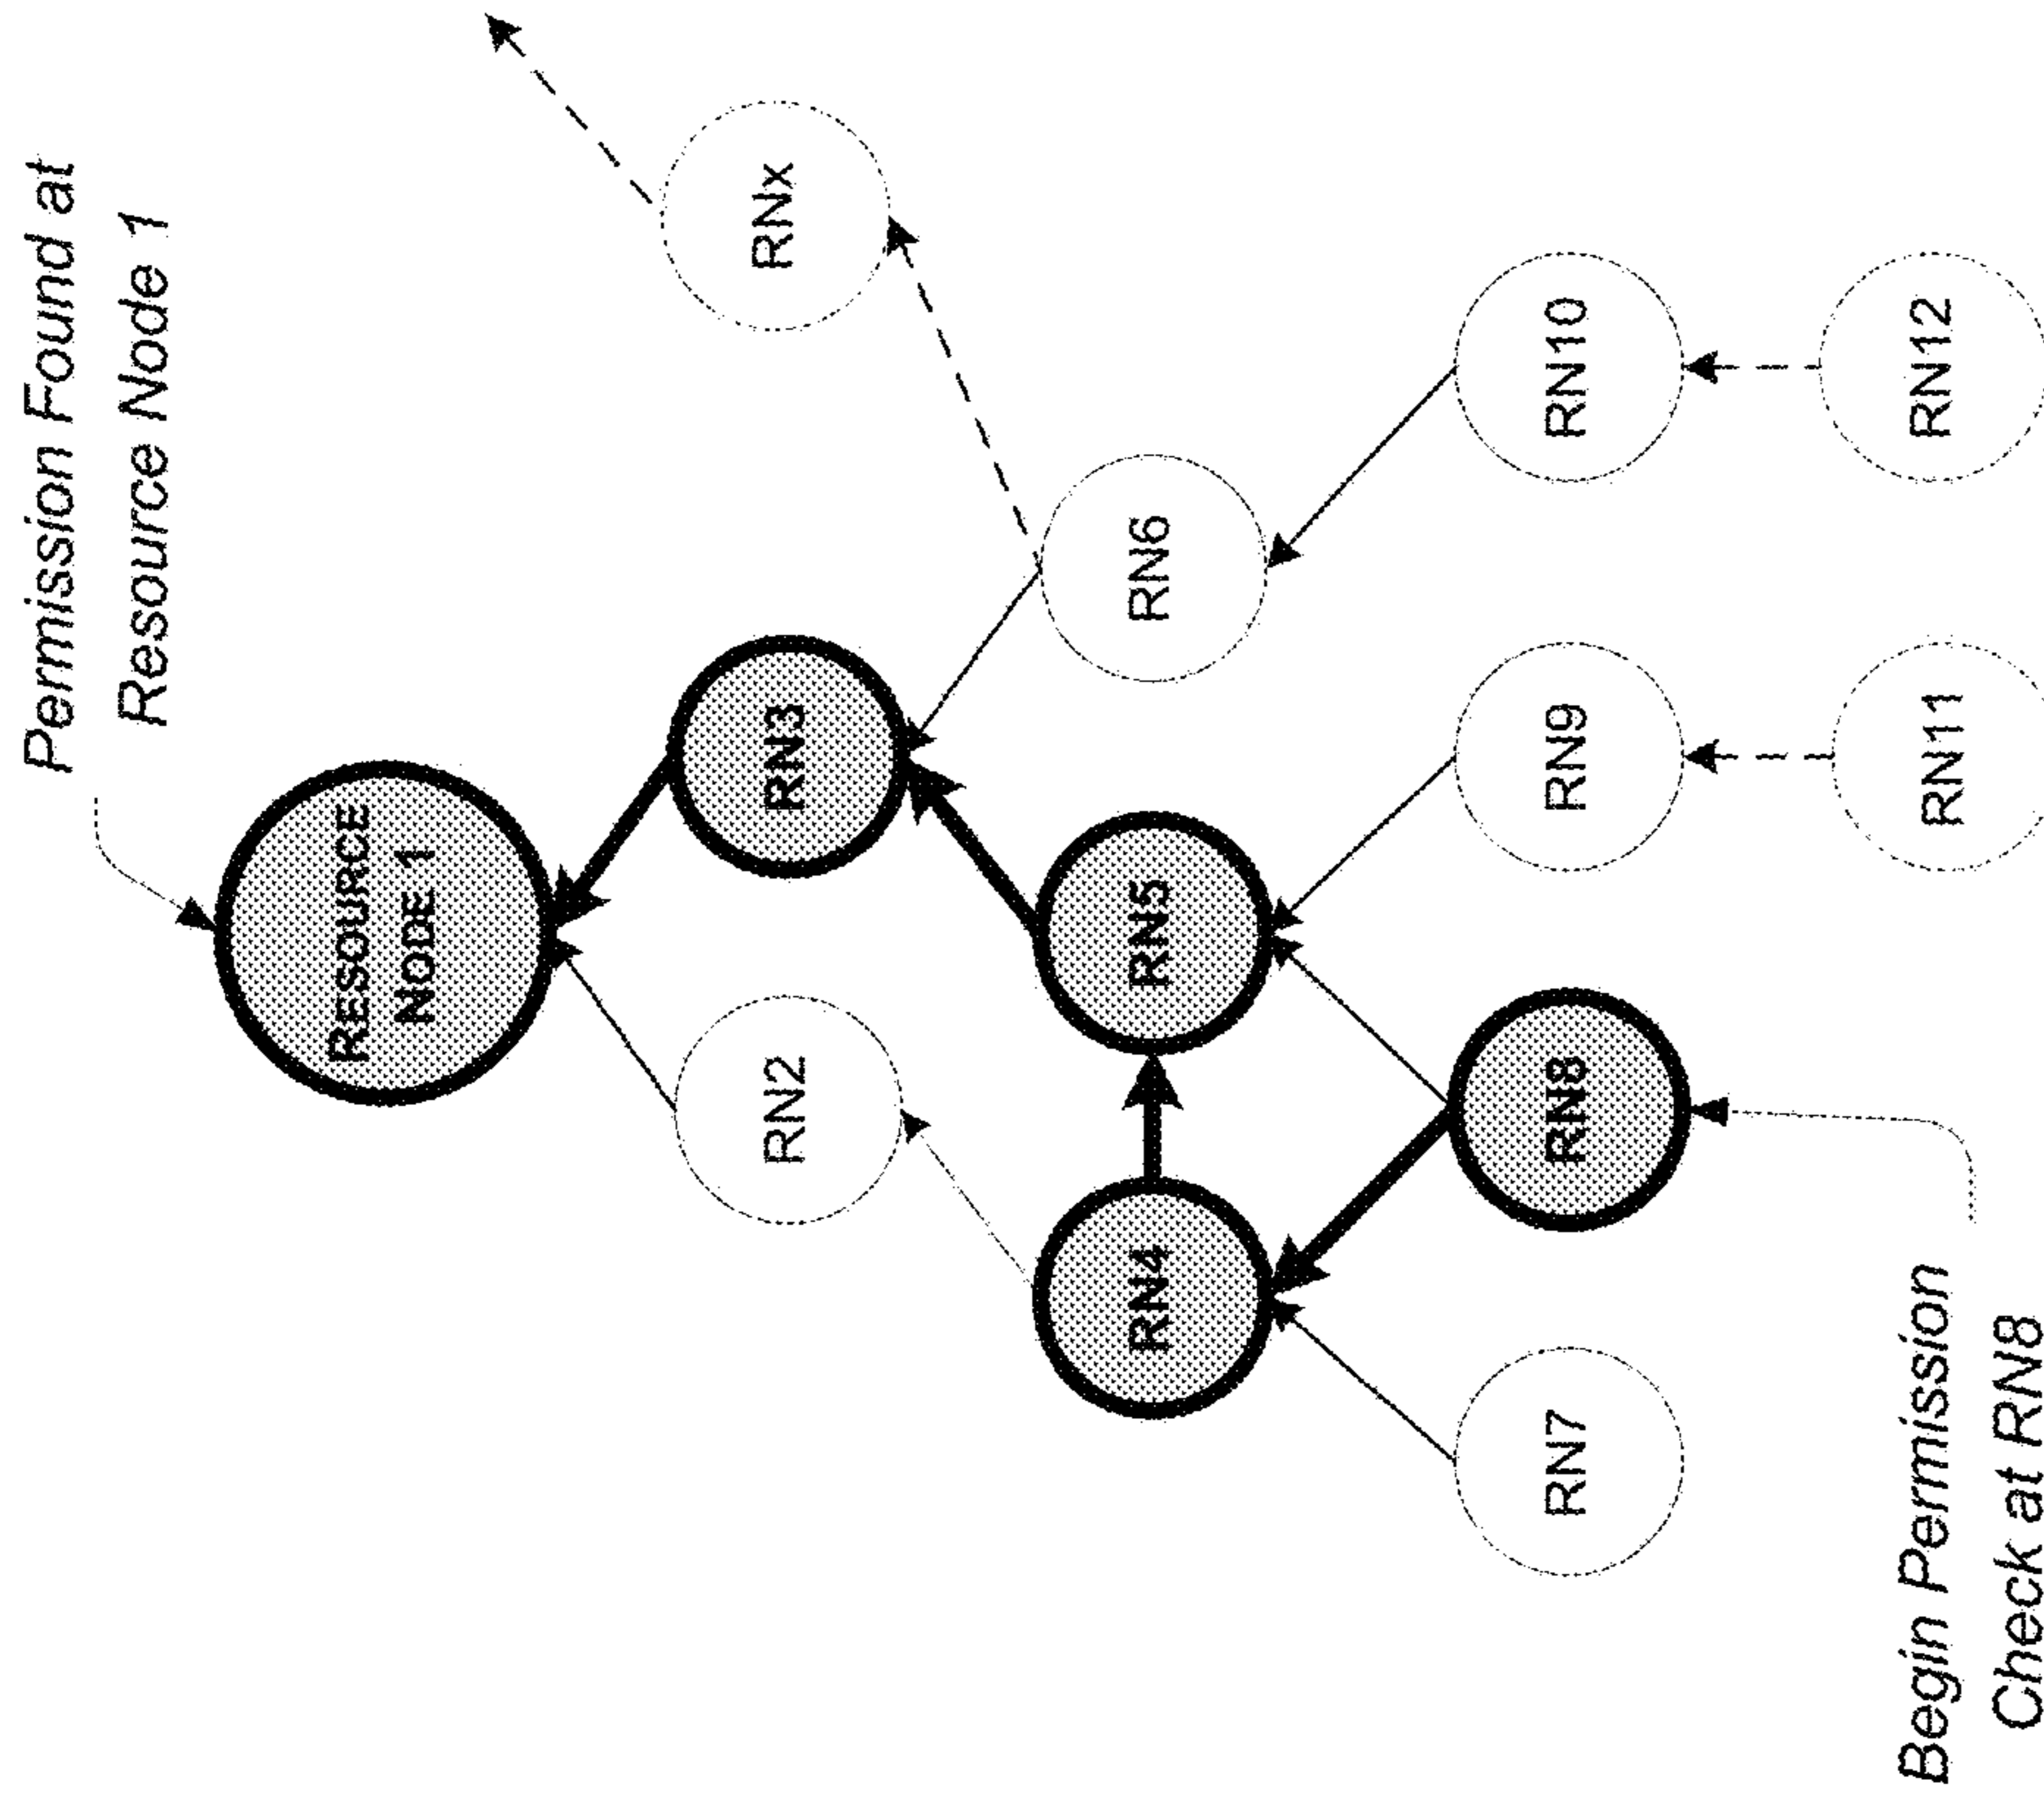 Permission Found at
Resource Node 1
RESOURCE
NODE 1
RN2
RN3
RNx
RN4
RN5
RN6
RN7
RN8
RN9
RN10
RN11
RN12
Begin Permission
Check at RN8